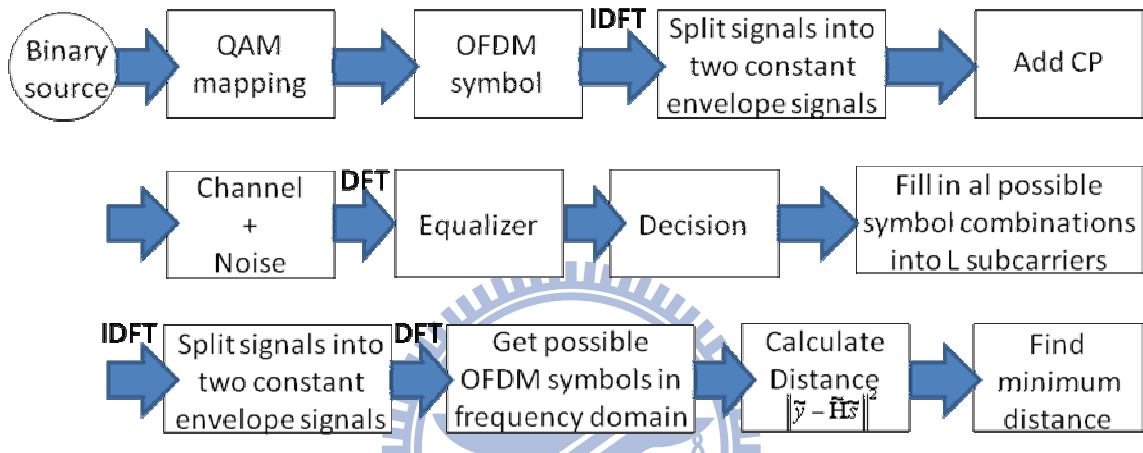 Binary
source
QAM
mapping
OFDM
symbol
IDFT
Split signals into
two constant
envelope signals
Add CP
Channel
+
Noise
DFT
Equalizer
Decision
Fill in al possible
symbol combinations
into L subcarriers
IDFT
Split signals into
two constant
envelope signals
DFT
Get possible
OFDM symbols in
frequency domain
Calculate
Distance
‖ỹ − H̃s̃‖²
Find
minimum
distance